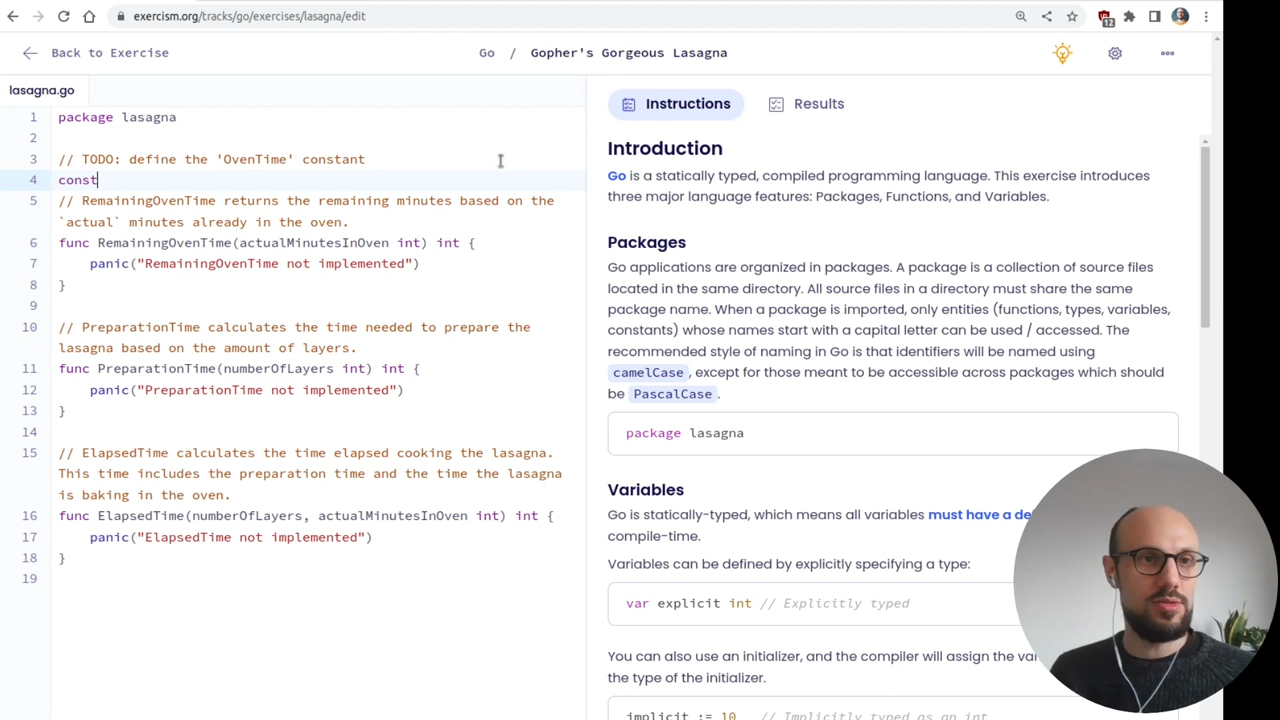 exercism.org/tracks/go/exercises/lasagna/edit
12
Back to Exercise
Go / Gopher's Gorgeous Lasagna
lasagna.go
1 package lasagna
2
3 // TODO: define the 'OvenTime' constant
4 const
5 // RemainingOvenTime returns the remaining minutes based on the
`actual` minutes already in the oven.
6 func RemainingOvenTime(actualMinutesInOven int) int {
7 panic("RemainingOvenTime not implemented")
8 }
9
10 // PreparationTime calculates the time needed to prepare the
lasagna based on the amount of layers.
11 func PreparationTime(numberOfLayers int) int {
12 panic("PreparationTime not implemented")
13 }
14
15 // ElapsedTime calculates the time elapsed cooking the lasagna.
This time includes the preparation time and the time the lasagna
is baking in the oven.
16 func ElapsedTime(numberOfLayers, actualMinutesInOven int) int {
17 panic("ElapsedTime not implemented")
18 }
19
Instructions Results
Introduction
Go is a statically typed, compiled programming language. This exercise introduces
three major language features: Packages, Functions, and Variables.
Packages
Go applications are organized in packages. A package is a collection of source files
located in the same directory. All source files in a directory must share the same
package name. When a package is imported, only entities (functions, types, variables,
constants) whose names start with a capital letter can be used / accessed. The
recommended style of naming in Go is that identifiers will be named using
camelCase , except for those meant to be accessible across packages which should
be PascalCase .
package lasagna
Variables
Go is statically-typed, which means all variables must have a de
compile-time.
Variables can be defined by explicitly specifying a type:
var explicit int // Explicitly typed
You can also use an initializer, and the compiler will assign the va
the type of the initializer.
implicit := 10 // Implicitly typed as an int